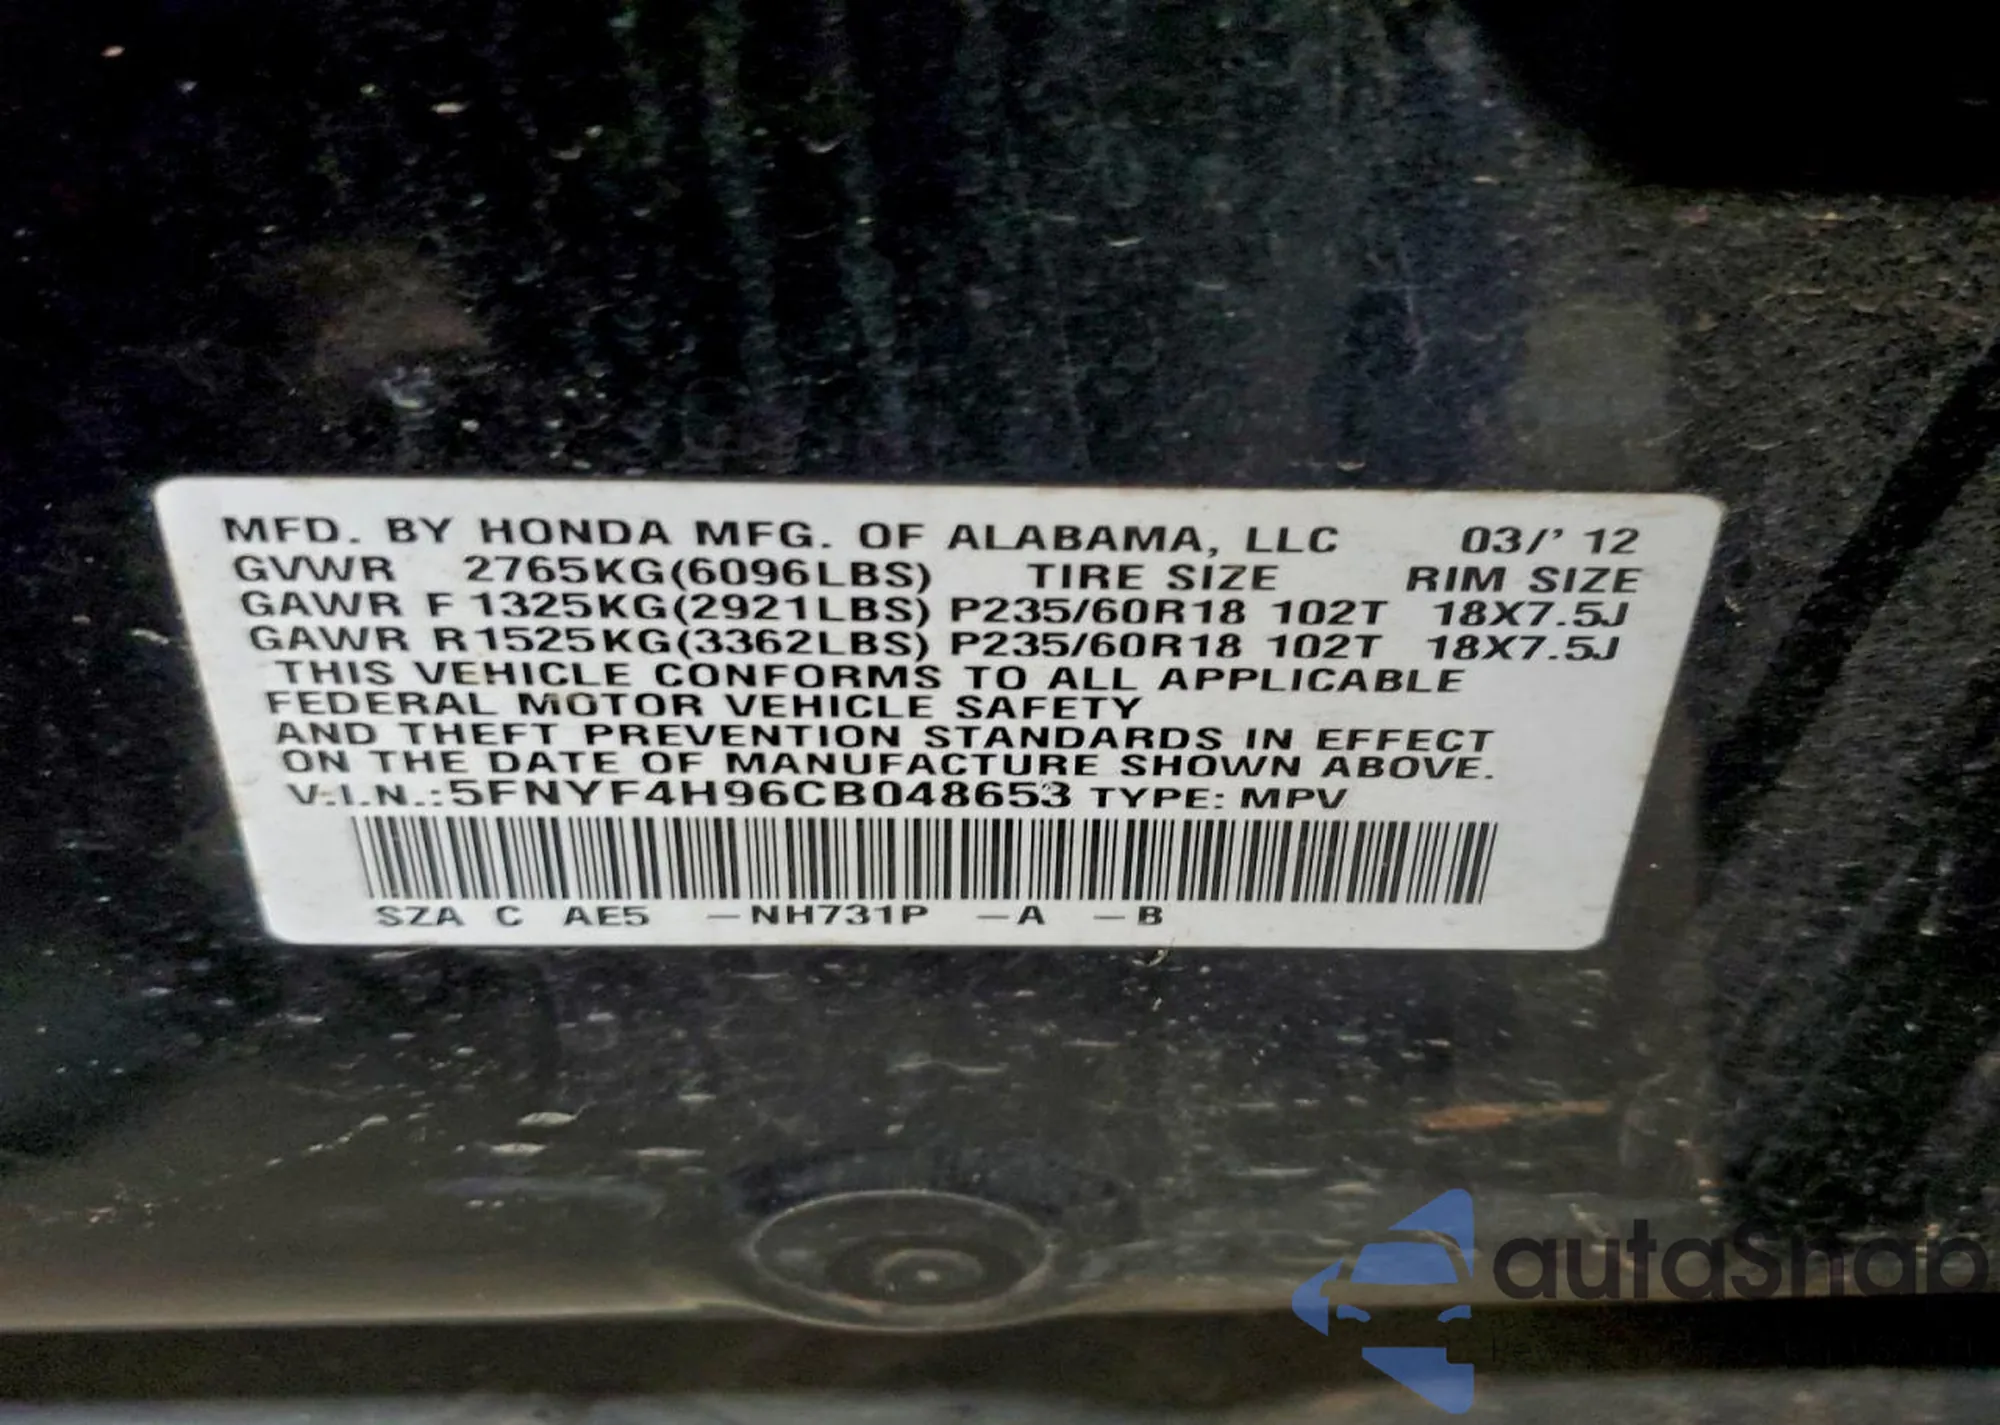 MFD. BY HONDA MFG. OF ALABAMA, LLC 03/' 12
GVWR 2765KG(6096LBS) TIRE SIZE RIM SIZE
GAWR F 1325KG(2921LBS) P235/60R18 102T 18X7.5J
GAWR R 1525KG(3362LBS) P235/60R18 102T 18X7.5J
THIS VEHICLE CONFORMS TO ALL APPLICABLE
FEDERAL MOTOR VEHICLE SAFETY
AND THEFT PREVENTION STANDARDS IN EFFECT
ON THE DATE OF MANUFACTURE SHOWN ABOVE.
V.I.N.:5FNYF4H96CB048653 TYPE: MPV
SZA C AE5 -NH731P -A -B
autasnap